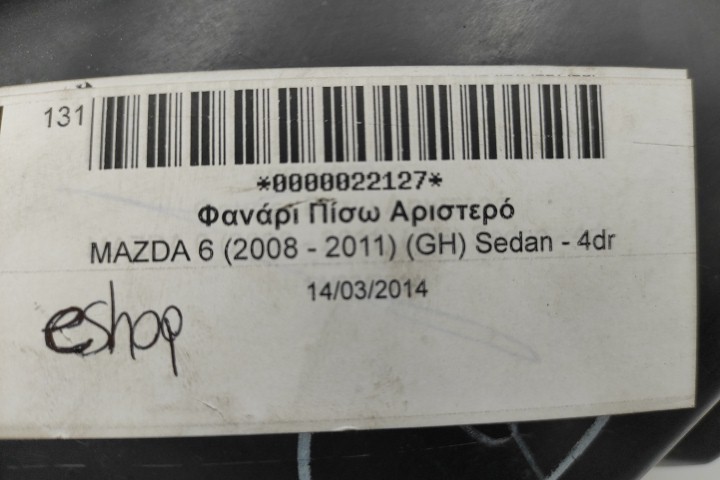 131
*0000022127*
Φανάρι Πίσω Αριστερό
MAZDA 6 (2008 - 2011) (GH) Sedan - 4dr
14/03/2014
eshop